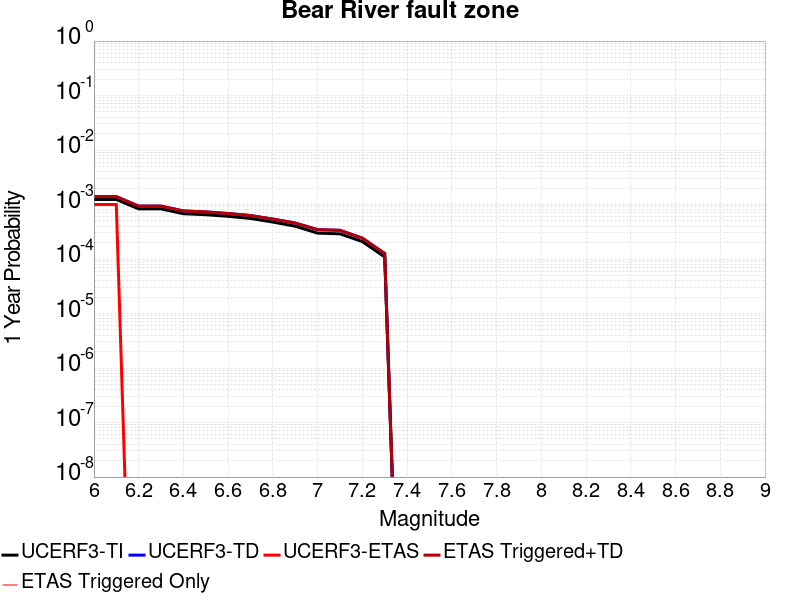 Bear River fault zone
10^0
10^-1
10^-2
10^-3
10^-4
10^-5
10^-6
10^-7
10^-8
1 Year Probability
6 6.2 6.4 6.6 6.8 7 7.2 7.4 7.6 7.8 8 8.2 8.4 8.6 8.8 9
Magnitude
UCERF3-TI UCERF3-TD UCERF3-ETAS ETAS Triggered+TD
ETAS Triggered Only